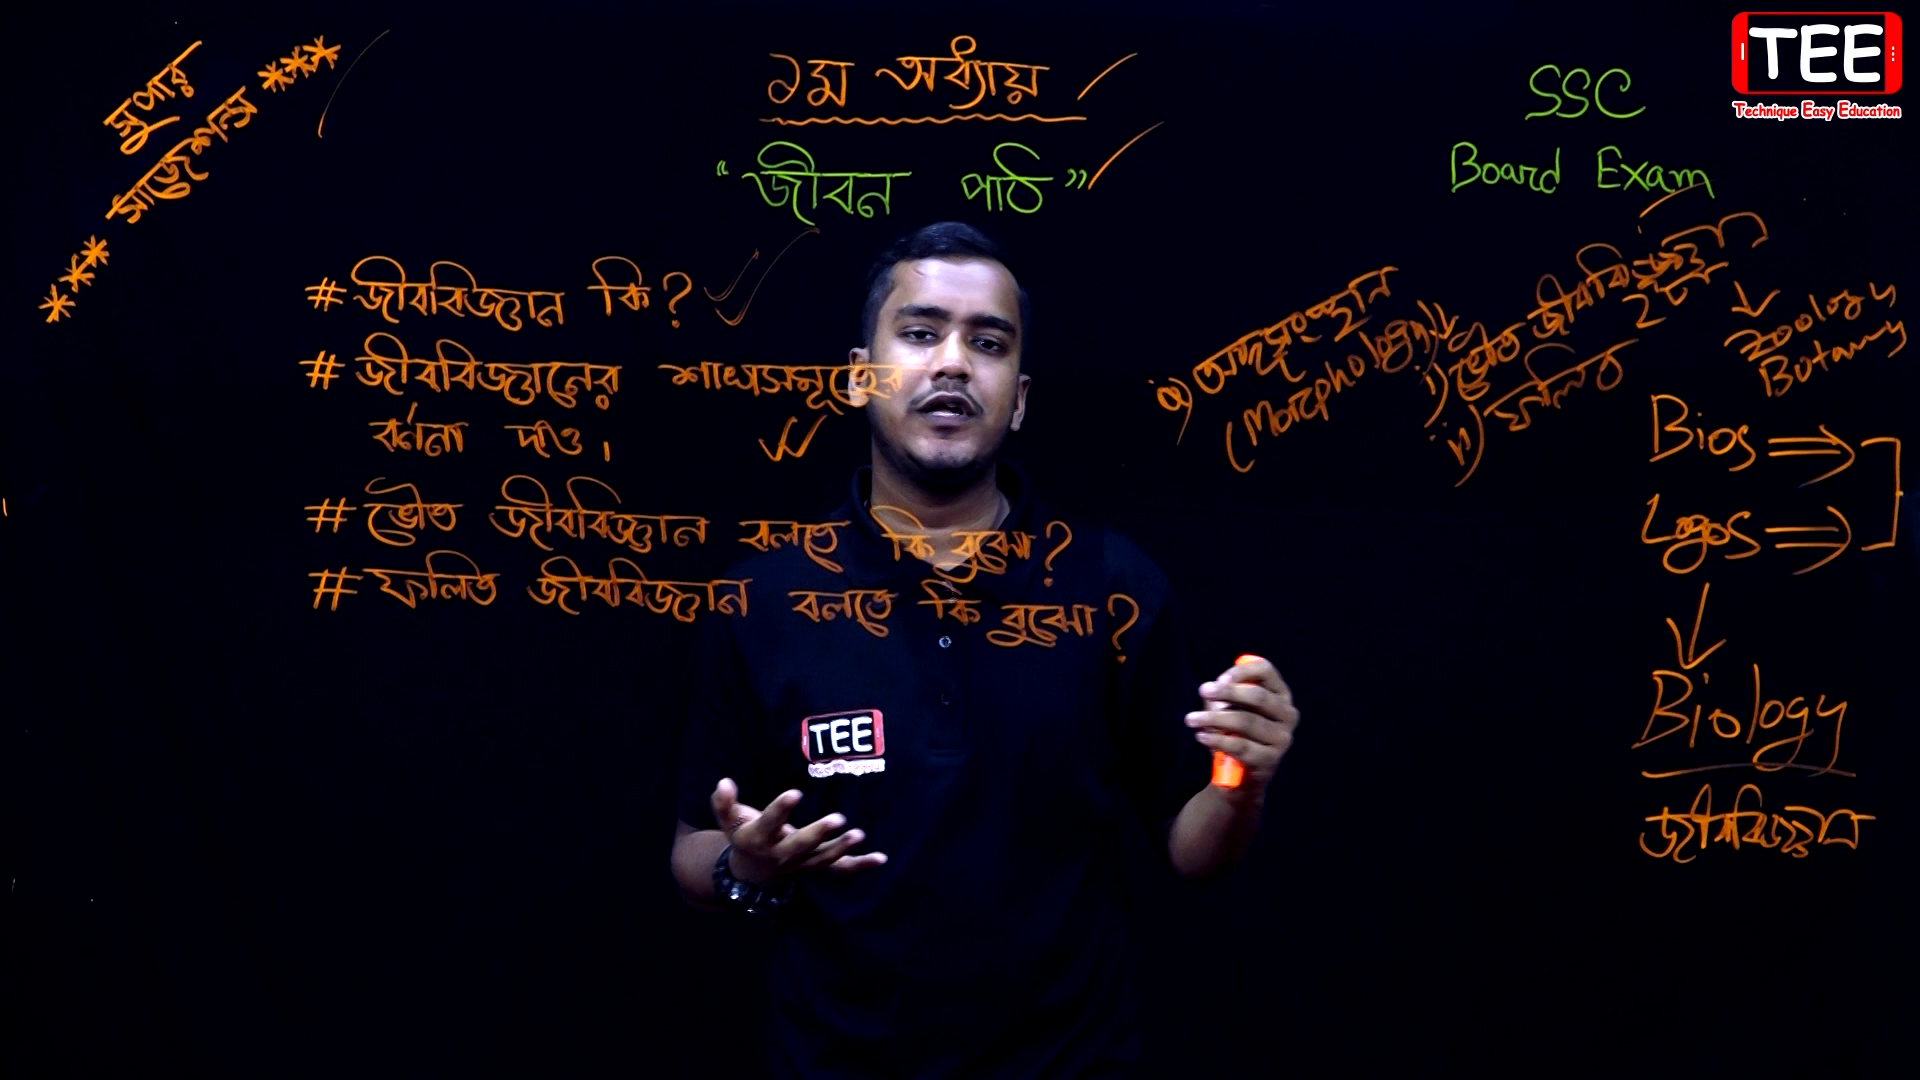 সুপার
*** সাজেশন্স ***
১ম অধ্যায়
"জীবন পাঠ"
SSC
Board Exam
TEE
Technique Easy Education
# জীববিজ্ঞান কি?
# জীববিজ্ঞানের শাখাসমূহের
বর্ণনা দাও।
# ভৌত জীববিজ্ঞান বলতে কি বুঝো?
# ফলিত জীববিজ্ঞান বলতে কি বুঝো?
অঙ্গসংস্থান
(Morphology)
i) ভৌত জীববিজ্ঞান
ii) ফলিত
Zoology
Botany
Bios ⇒
Logos ⇒
Biology
জীববিজ্ঞান
TEE